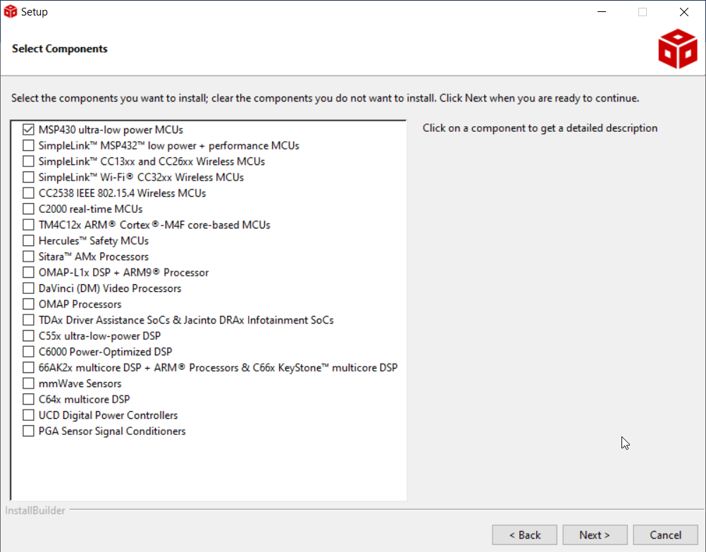 Setup
Select Components
Select the components you want to install; clear the components you do not want to install. Click Next when you are ready to continue.
MSP430 ultra-low power MCUs
SimpleLink™ MSP432™ low power + performance MCUs
SimpleLink™ CC13xx and CC26xx Wireless MCUs
SimpleLink™ Wi-Fi® CC32xx Wireless MCUs
CC2538 IEEE 802.15.4 Wireless MCUs
C2000 real-time MCUs
TM4C12x ARM® Cortex®-M4F core-based MCUs
Hercules™ Safety MCUs
Sitara™ AMx Processors
OMAP-L1x DSP + ARM9® Processor
DaVinci (DM) Video Processors
OMAP Processors
TDAx Driver Assistance SoCs & Jacinto DRAx Infotainment SoCs
C55x ultra-low-power DSP
C6000 Power-Optimized DSP
66AK2x multicore DSP + ARM® Processors & C66x KeyStone™ multicore DSP
mmWave Sensors
C64x multicore DSP
UCD Digital Power Controllers
PGA Sensor Signal Conditioners
Click on a component to get a detailed description
InstallBuilder
< Back
Next >
Cancel